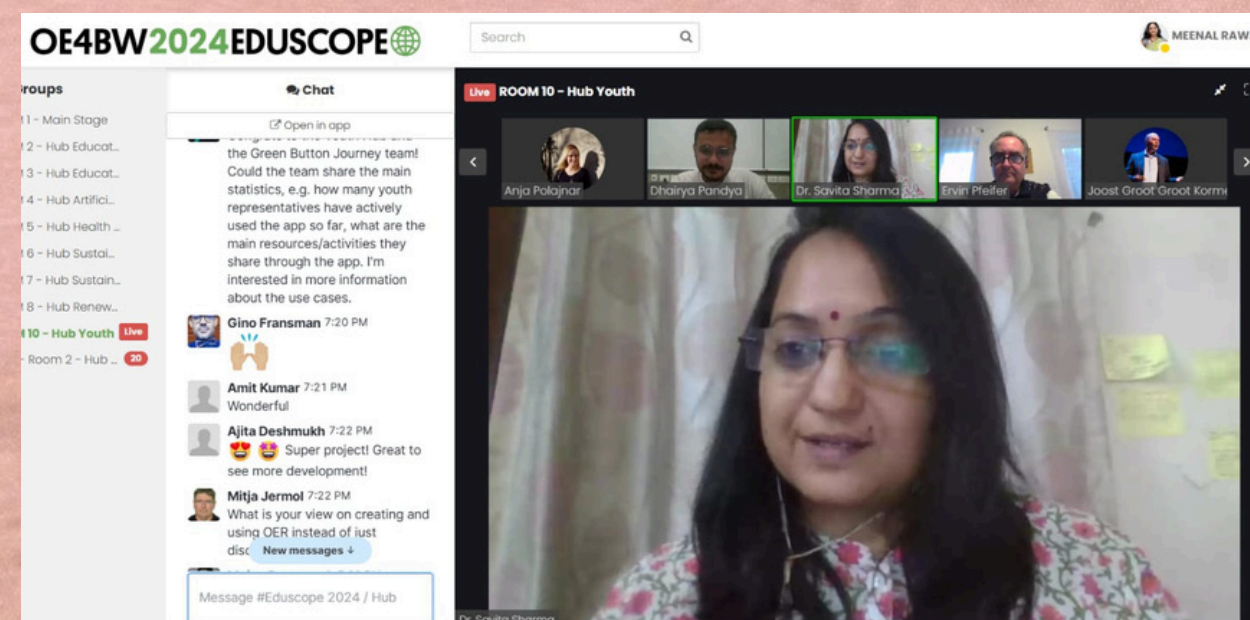 OE4BW2024EDUSCOPE
Search
MEENAL RAW
roups
1 - Main Stage
2 - Hub Educat...
3 - Hub Educat...
4 - Hub Artifici...
5 - Hub Health ...
6 - Hub Sustai...
7 - Hub Sustain...
8 - Hub Renew...
10 - Hub Youth Live
- Room 2 - Hub ... 20
Chat
Open in app
the Green Button Journey team!
Could the team share the main
statistics, e.g. how many youth
representatives have actively
used the app so far, what are the
main resources/activities they
share through the app. I'm
interested in more information
about the use cases.
Gino Fransman 7:20 PM
Amit Kumar 7:21 PM
Wonderful
Ajita Deshmukh 7:22 PM
Super project! Great to
see more development!
Mitja Jermol 7:22 PM
What is your view on creating and
using OER instead of just
disc
New messages ↓
Message #Eduscope 2024 / Hub
Live ROOM 10 - Hub Youth
Anja Polajnar
Dhairya Pandya
Dr. Savita Sharma
Ervin Pfeifer
Joost Groot Groot Korme
Dr. Savita Sharma